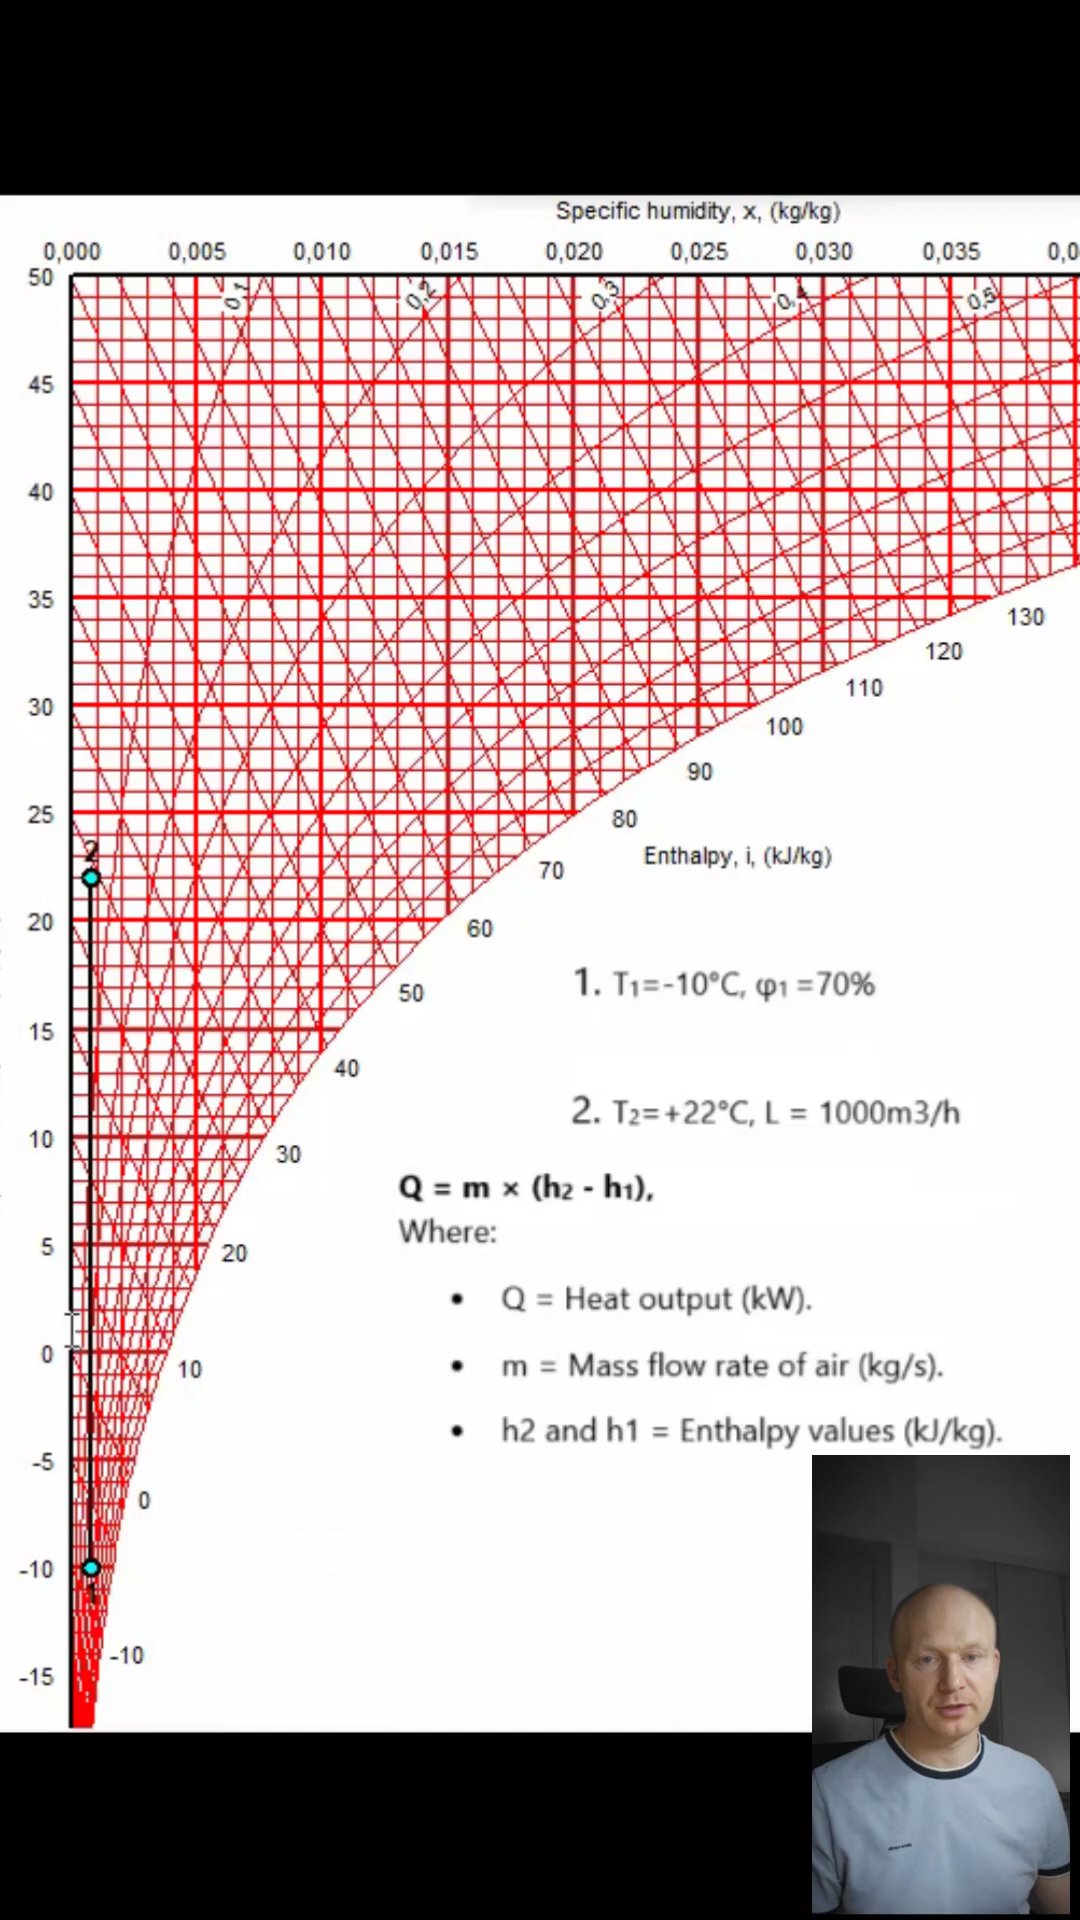 Specific humidity, x, (kg/kg)
0,000 0,005 0,010 0,015 0,020 0,025 0,030 0,035 0,0
50
0,1 0,2 0,3 0,4 0,5
45
40
35
130
120
30
110
100
90
25
80
2
Enthalpy, i, (kJ/kg)
70
20
60
50
1. T₁=-10°C, φ₁ =70%
15
40
2. T₂=+22°C, L = 1000m3/h
10
30
Q = m × (h₂ - h₁),
Where:
5
20
• Q = Heat output (kW).
0
10
• m = Mass flow rate of air (kg/s).
• h2 and h1 = Enthalpy values (kJ/kg).
-5
0
-10
1
-10
-15